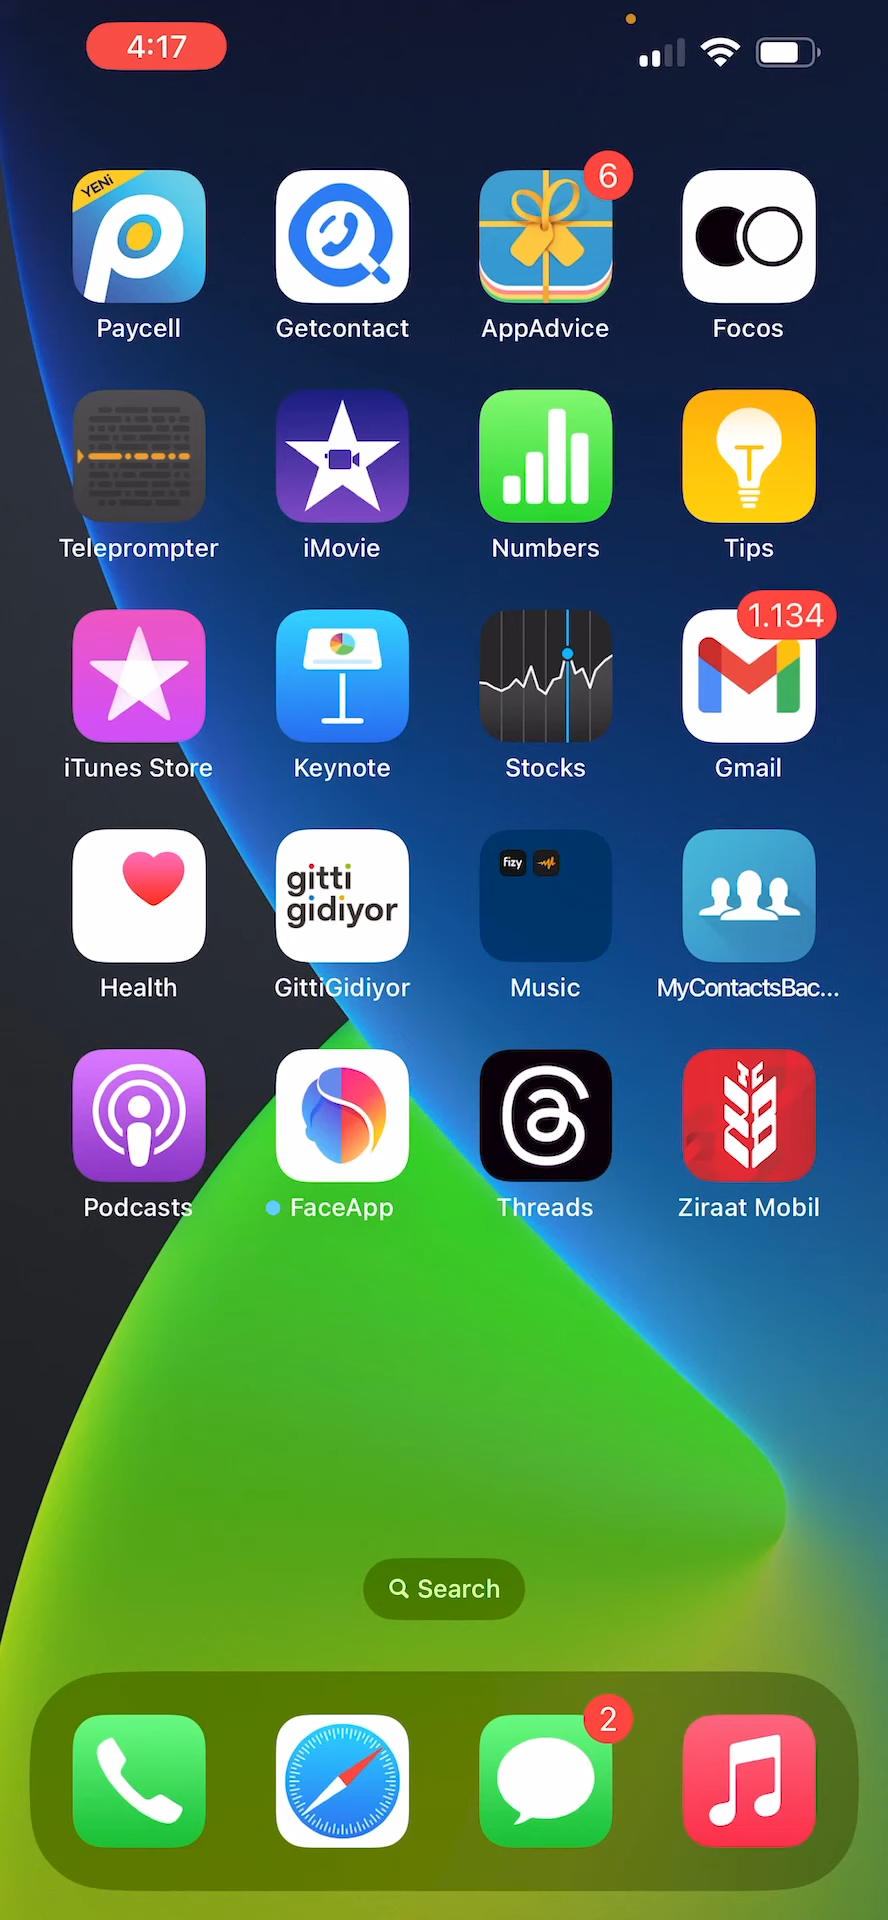 4:17
YENi
6
Paycell
Getcontact
AppAdvice
Focos
Teleprompter
iMovie
Numbers
Tips
1.134
iTunes Store
Keynote
Stocks
Gmail
gitti
gidiyor
fizy
Health
GittiGidiyor
Music
MyContactsBac...
Podcasts
FaceApp
Threads
Ziraat Mobil
Search
2